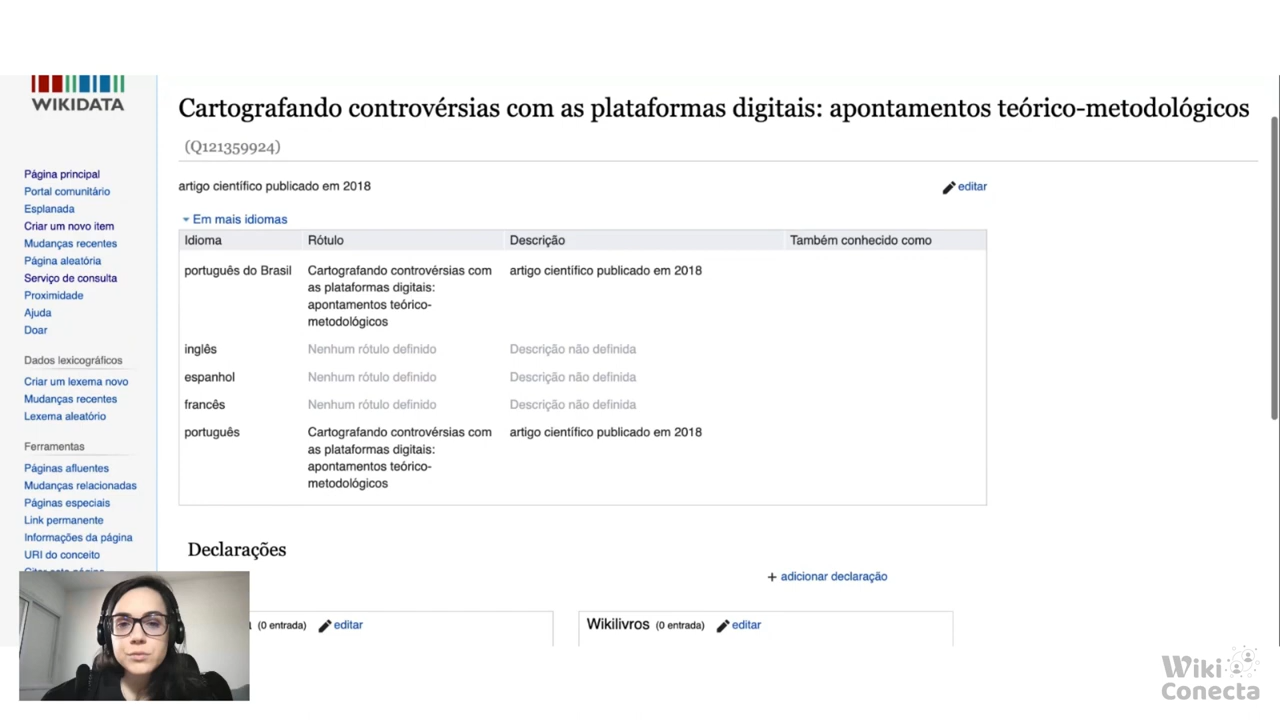 WIKIDATA
Página principal
Portal comunitário
Esplanada
Criar um novo item
Mudanças recentes
Página aleatória
Serviço de consulta
Proximidade
Ajuda
Doar
Dados lexicográficos
Criar um lexema novo
Mudanças recentes
Lexema aleatório
Ferramentas
Páginas afluentes
Mudanças relacionadas
Páginas especiais
Link permanente
Informações da página
URI do conceito
Cartografando controvérsias com as plataformas digitais: apontamentos teórico-metodológicos
(Q121359924)
artigo científico publicado em 2018
editar
Em mais idiomas
Idioma Rótulo Descrição Também conhecido como
português do Brasil Cartografando controvérsias com artigo científico publicado em 2018
as plataformas digitais:
apontamentos teórico-
metodológicos
inglês Nenhum rótulo definido Descrição não definida
espanhol Nenhum rótulo definido Descrição não definida
francês Nenhum rótulo definido Descrição não definida
português Cartografando controvérsias com artigo científico publicado em 2018
as plataformas digitais:
apontamentos teórico-
metodológicos
Declarações
+ adicionar declaração
(0 entrada) editar
Wikilivros (0 entrada) editar
Wiki
Conecta